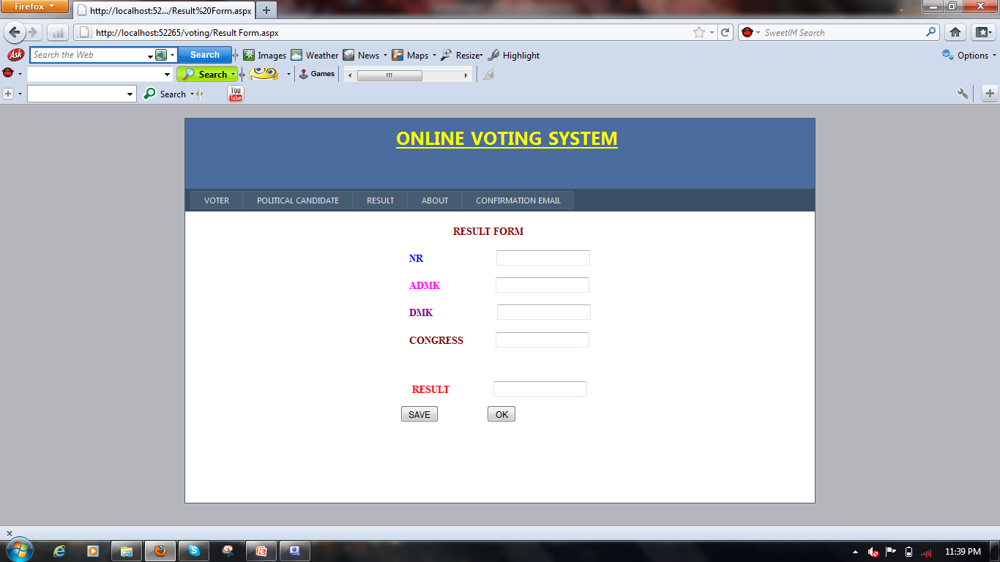 Firefox
http://localhost:52.../Result%20Form.aspx
http://localhost:52265/voting/Result Form.aspx
SweetIM Search
Ask Search the Web Search Images Weather News Maps Resize Highlight Options
Search Games
Search You Tube
ONLINE VOTING SYSTEM
VOTER POLITICAL CANDIDATE RESULT ABOUT CONFIRMATION EMAIL
RESULT FORM
NR
ADMK
DMK
CONGRESS
RESULT
SAVE OK
11:39 PM